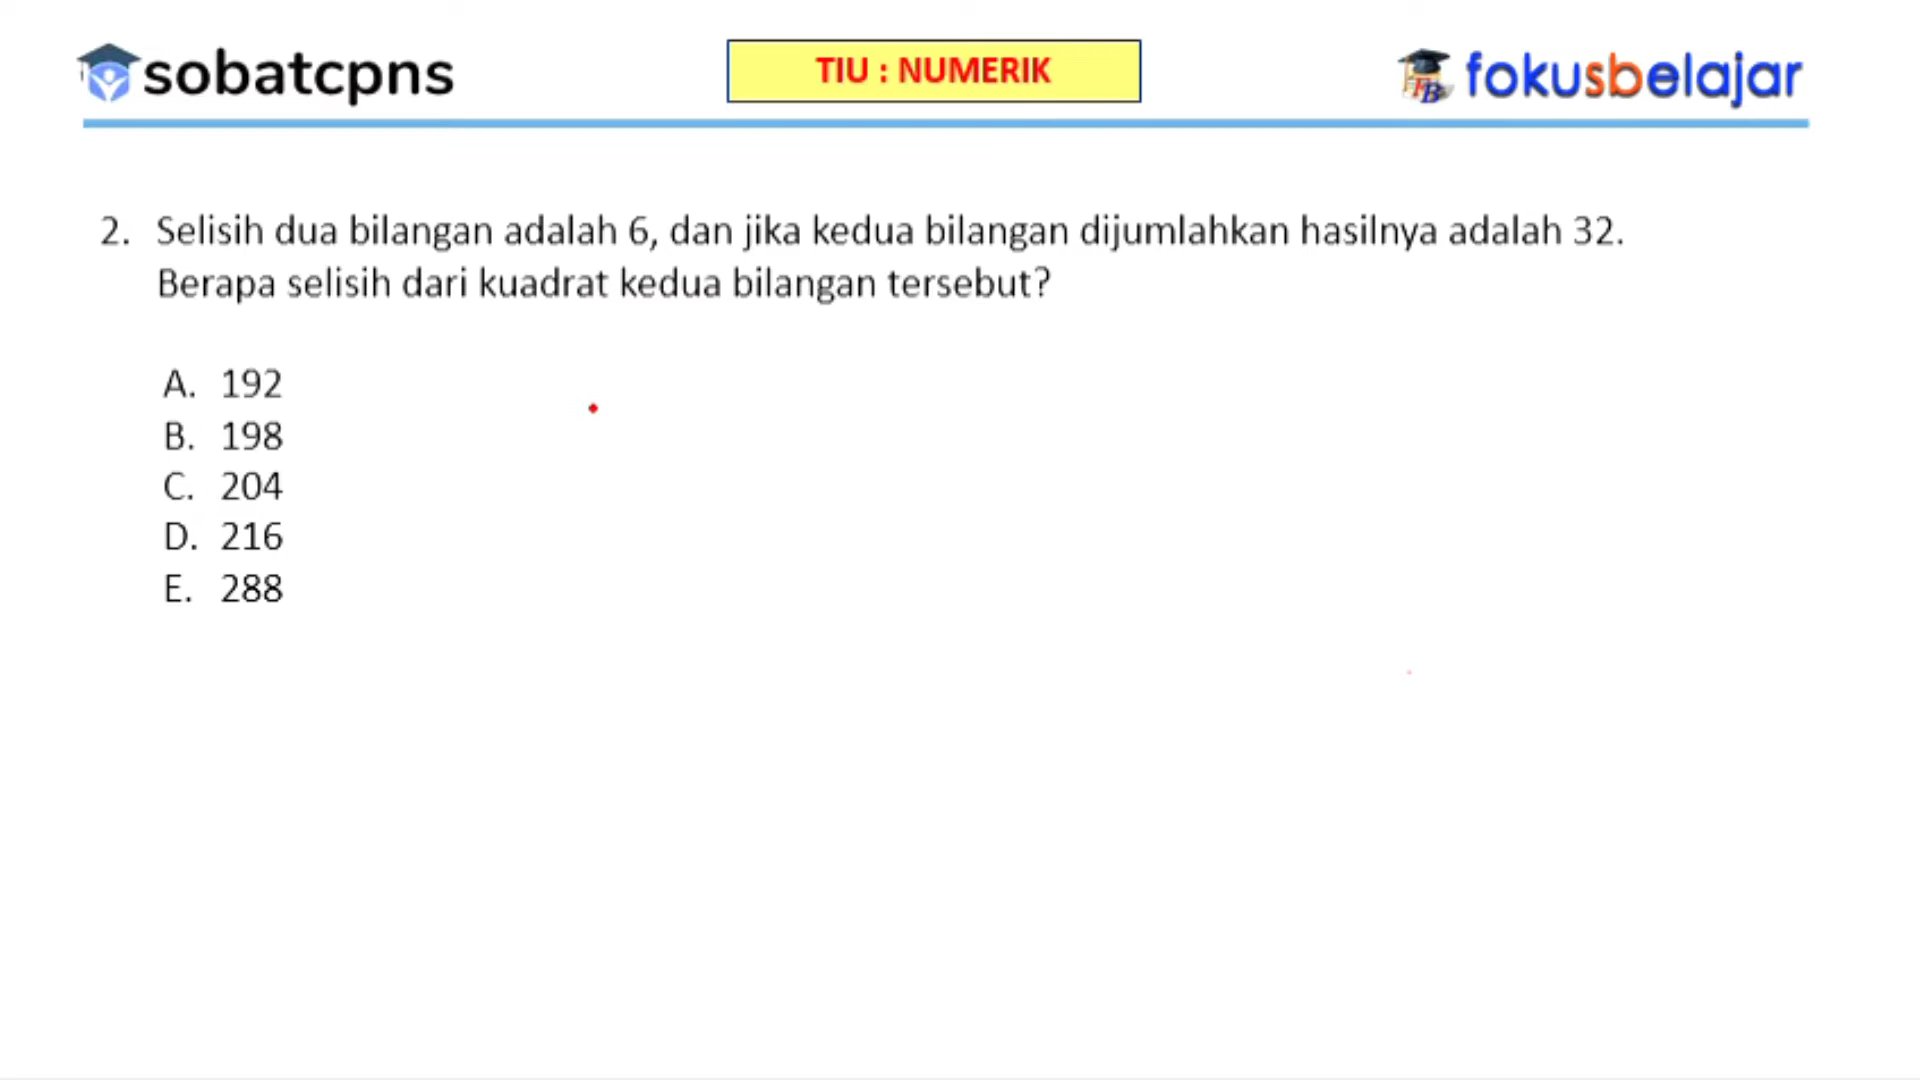 sobatcpns
TIU : NUMERIK
fokusbelajar
2. Selisih dua bilangan adalah 6, dan jika kedua bilangan dijumlahkan hasilnya adalah 32.
Berapa selisih dari kuadrat kedua bilangan tersebut?
A. 192
B. 198
C. 204
D. 216
E. 288